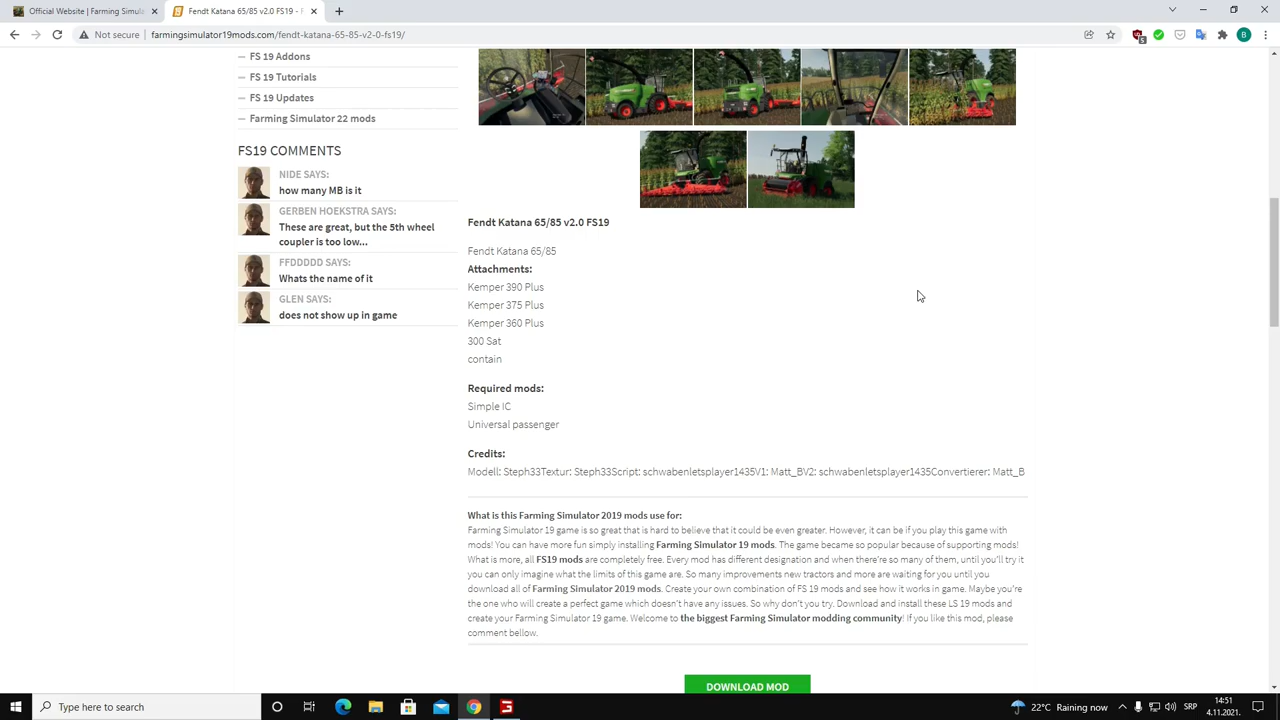 Official Website | Farming Simula
Fendt Katana 65/85 v2.0 FS19 -
Not secure
farmingsimulator19mods.com/fendt-katana-65-85-v2-0-fs19/
5
B
FS 19 Addons
FS 19 Tutorials
FS 19 Updates
Farming Simulator 22 mods
FS19 COMMENTS
NIDE SAYS:
how many MB is it
GERBEN HOEKSTRA SAYS:
These are great, but the 5th wheel
coupler is too low...
FFDDDDD SAYS:
Whats the name of it
GLEN SAYS:
does not show up in game
Fendt Katana 65/85 v2.0 FS19
Fendt Katana 65/85
Attachments:
Kemper 390 Plus
Kemper 375 Plus
Kemper 360 Plus
300 Sat
contain
Required mods:
Simple IC
Universal passenger
Credits:
Modell: Steph33Textur: Steph33Script: schwabenletsplayer1435V1: Matt_BV2: schwabenletsplayer1435Convertierer: Matt_B
What is this Farming Simulator 2019 mods use for:
Farming Simulator 19 game is so great that is hard to believe that it could be even greater. However, it can be if you play this game with
mods! You can have more fun simply installing Farming Simulator 19 mods. The game became so popular because of supporting mods!
What is more, all FS19 mods are completely free. Every mod has different designation and when there're so many of them, until you'll try it
you can only imagine what the limits of this game are. So many improvements new tractors and more are waiting for you until you
download all of Farming Simulator 2019 mods. Create your own combination of FS 19 mods and see how it works in game. Maybe you're
the one who will create a perfect game which doesn't have any issues. So why don't you try. Download and install these LS 19 mods and
create your Farming Simulator 19 game. Welcome to the biggest Farming Simulator modding community! If you like this mod, please
comment bellow.
DOWNLOAD MOD
Type here to search
22°C Raining now
SRP
14:51
4.11.2021.